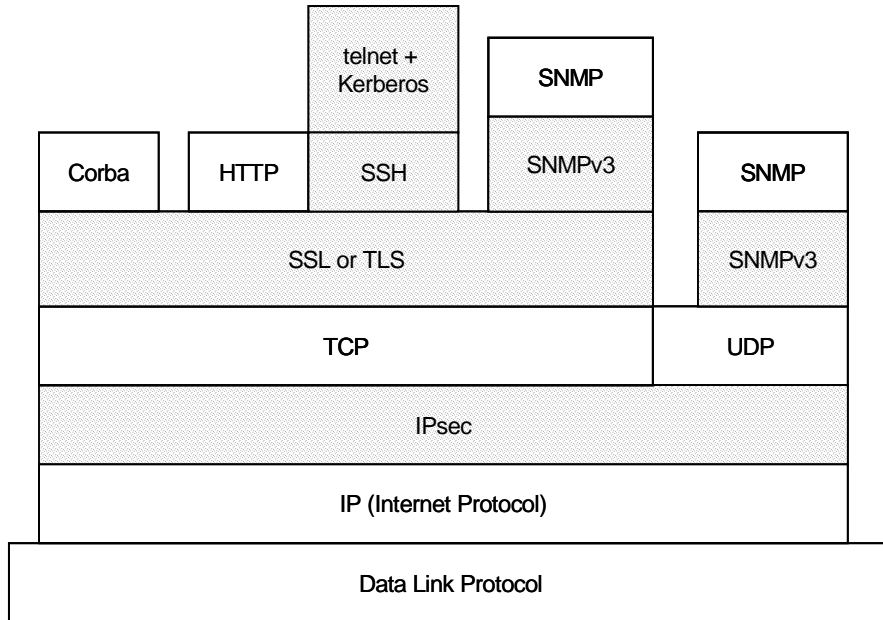 telnet +
Kerberos
SNMP
Corba
HTTP
SSH
SNMPv3
SNMP
SSL or TLS
SNMPv3
TCP
UDP
IPsec
IP (Internet Protocol)
Data Link Protocol